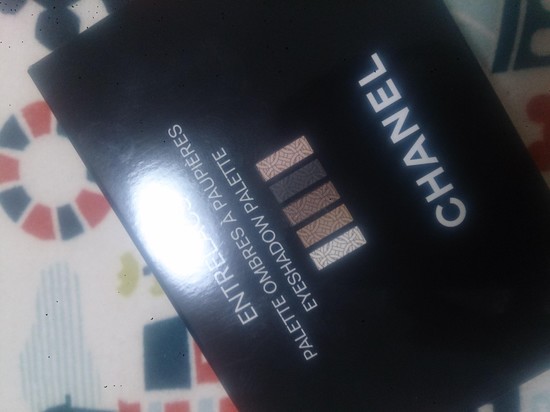 CHANEL
PALETTE OMBRES À PAUPIÈRES
EYESHADOW PALETTE